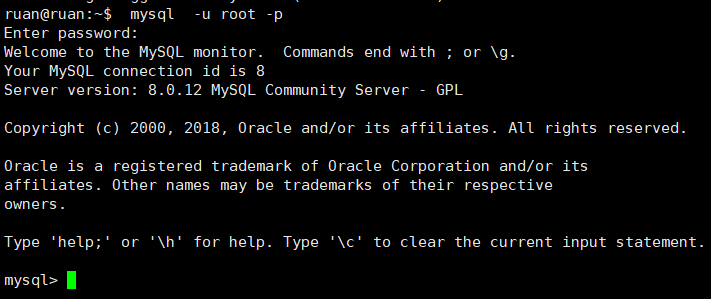 ruan@ruan:~$  mysql  -u root -p
Enter password:
Welcome to the MySQL monitor.  Commands end with ; or \g.
Your MySQL connection id is 8
Server version: 8.0.12 MySQL Community Server - GPL
Copyright (c) 2000, 2018, Oracle and/or its affiliates. All rights reserved.
Oracle is a registered trademark of Oracle Corporation and/or its
affiliates. Other names may be trademarks of their respective
owners.
Type 'help;' or '\h' for help. Type '\c' to clear the current input statement.
mysql>